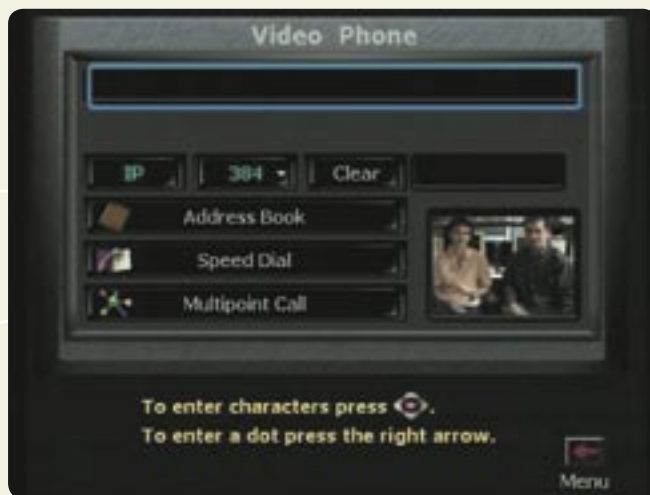 Video Phone
IP 384 Clear
Address Book
Speed Dial
Multipoint Call
To enter characters press .
To enter a dot press the right arrow.
Menu